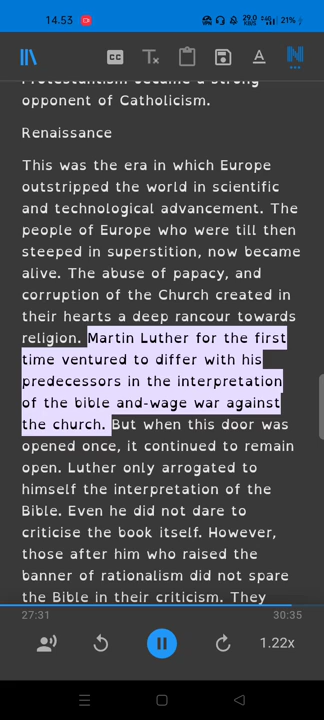 14.53
29.0 KB/S
21%
CC
Protestantism became a strong
opponent of Catholicism.
Renaissance
This was the era in which Europe
outstripped the world in scientific
and technological advancement. The
people of Europe who were till then
steeped in superstition, now became
alive. The abuse of papacy, and
corruption of the Church created in
their hearts a deep rancour towards
religion. Martin Luther for the first
time ventured to differ with his
predecessors in the interpretation
of the bible and-wage war against
the church. But when this door was
opened once, it continued to remain
open. Luther only arrogated to
himself the interpretation of the
Bible. Even he did not dare to
criticise the book itself. However,
those after him who raised the
banner of rationalism did not spare
the Bible in their criticism. They
27:31
30:35
1.22x